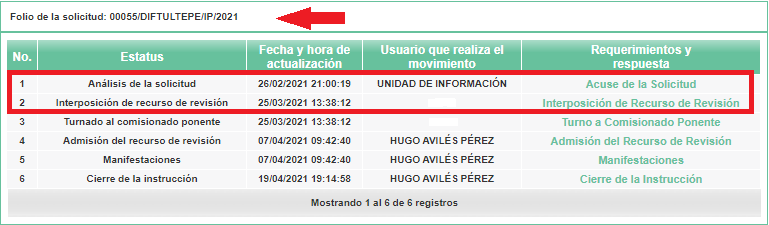 Folio de la solicitud: 00055/DIFTULTEPE/IP/2021
No. Estatus Fecha y hora de actualización Usuario que realiza el movimiento Requerimientos y respuesta
1 Análisis de la solicitud 26/02/2021 21:00:19 UNIDAD DE INFORMACIÓN Acuse de la Solicitud
2 Interposición de recurso de revisión 25/03/2021 13:38:12 Interposición de Recurso de Revisión
3 Turnado al comisionado ponente 25/03/2021 13:38:12 Turno a Comisionado Ponente
4 Admisión del recurso de revisión 07/04/2021 09:42:40 HUGO AVILÉS PÉREZ Admisión del Recurso de Revisión
5 Manifestaciones 07/04/2021 09:42:40 HUGO AVILÉS PÉREZ Manifestaciones
6 Cierre de la instrucción 19/04/2021 19:14:58 HUGO AVILÉS PÉREZ Cierre de la Instrucción
Mostrando 1 al 6 de 6 registros